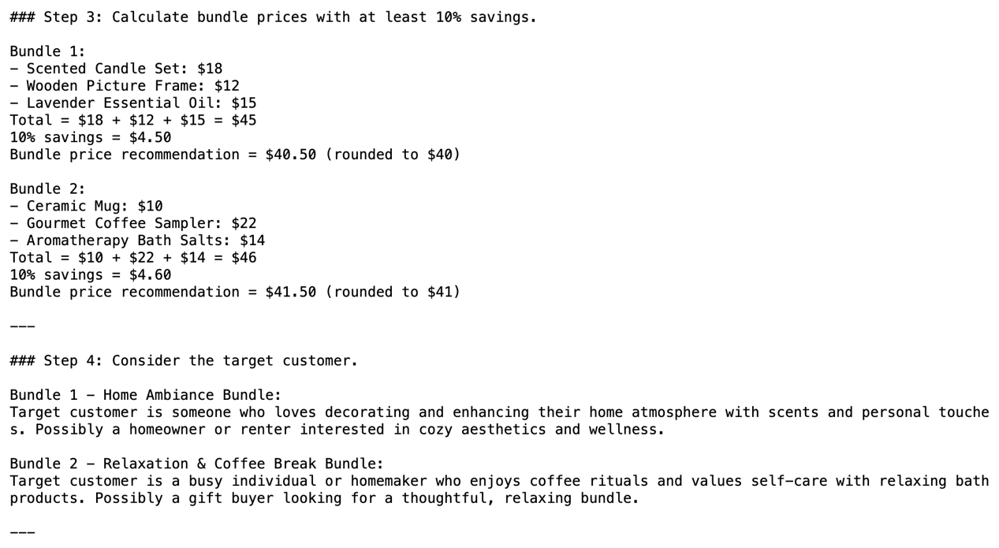 ### Step 3: Calculate bundle prices with at least 10% savings.

Bundle 1:
- Scented Candle Set: $18
- Wooden Picture Frame: $12
- Lavender Essential Oil: $15
Total = $18 + $12 + $15 = $45
10% savings = $4.50
Bundle price recommendation = $40.50 (rounded to $40)

Bundle 2:
- Ceramic Mug: $10
- Gourmet Coffee Sampler: $22
- Aromatherapy Bath Salts: $14
Total = $10 + $22 + $14 = $46
10% savings = $4.60
Bundle price recommendation = $41.50 (rounded to $41)

---

### Step 4: Consider the target customer.

Bundle 1 - Home Ambiance Bundle:
Target customer is someone who loves decorating and enhancing their home atmosphere with scents and personal touche
s. Possibly a homeowner or renter interested in cozy aesthetics and wellness.

Bundle 2 - Relaxation & Coffee Break Bundle:
Target customer is a busy individual or homemaker who enjoys coffee rituals and values self-care with relaxing bath
products. Possibly a gift buyer looking for a thoughtful, relaxing bundle.

---